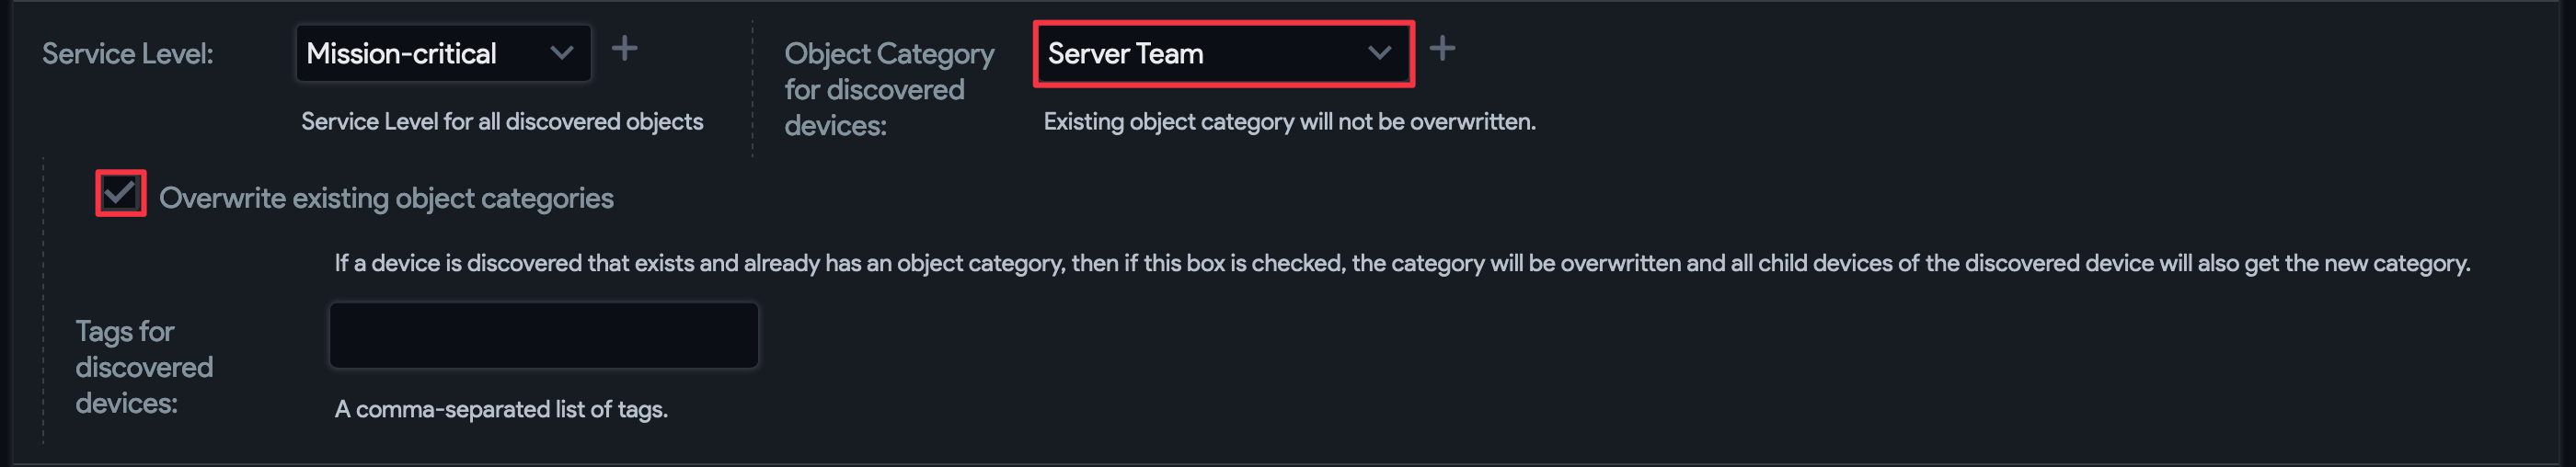 Service Level:
Mission-critical
Service Level for all discovered objects
Object Category
for discovered
devices:
Server Team
Existing object category will not be overwritten.
Overwrite existing object categories
If a device is discovered that exists and already has an object category, then if this box is checked, the category will be overwritten and all child devices of the discovered device will also get the new category.
Tags for
discovered
devices:
A comma-separated list of tags.